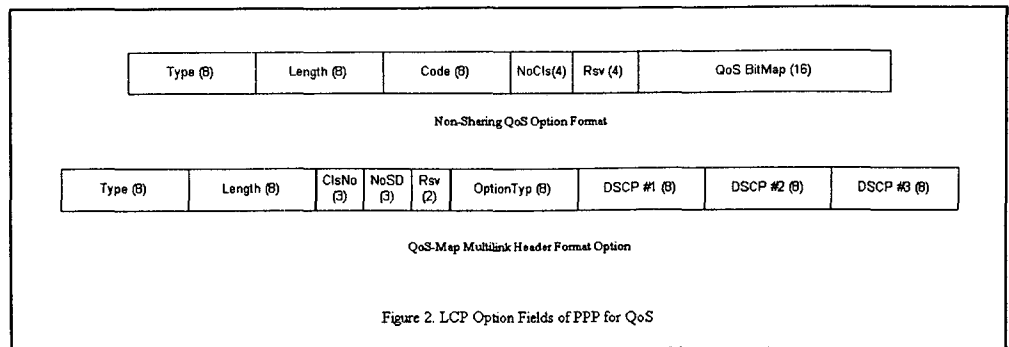 Type (8) Length (8) Code (8) NoCls(4) Rsv (4) QoS BitMap (16)
Non-Sharing QoS Option Format
Type (8) Length (8) ClsNo (3) NoSD (3) Rsv (2) OptionTyp (8) DSCP #1 (8) DSCP #2 (8) DSCP #3 (8)
QoS-Map Multilink Header Format Option
Figure 2. LCP Option Fields of PPP for QoS